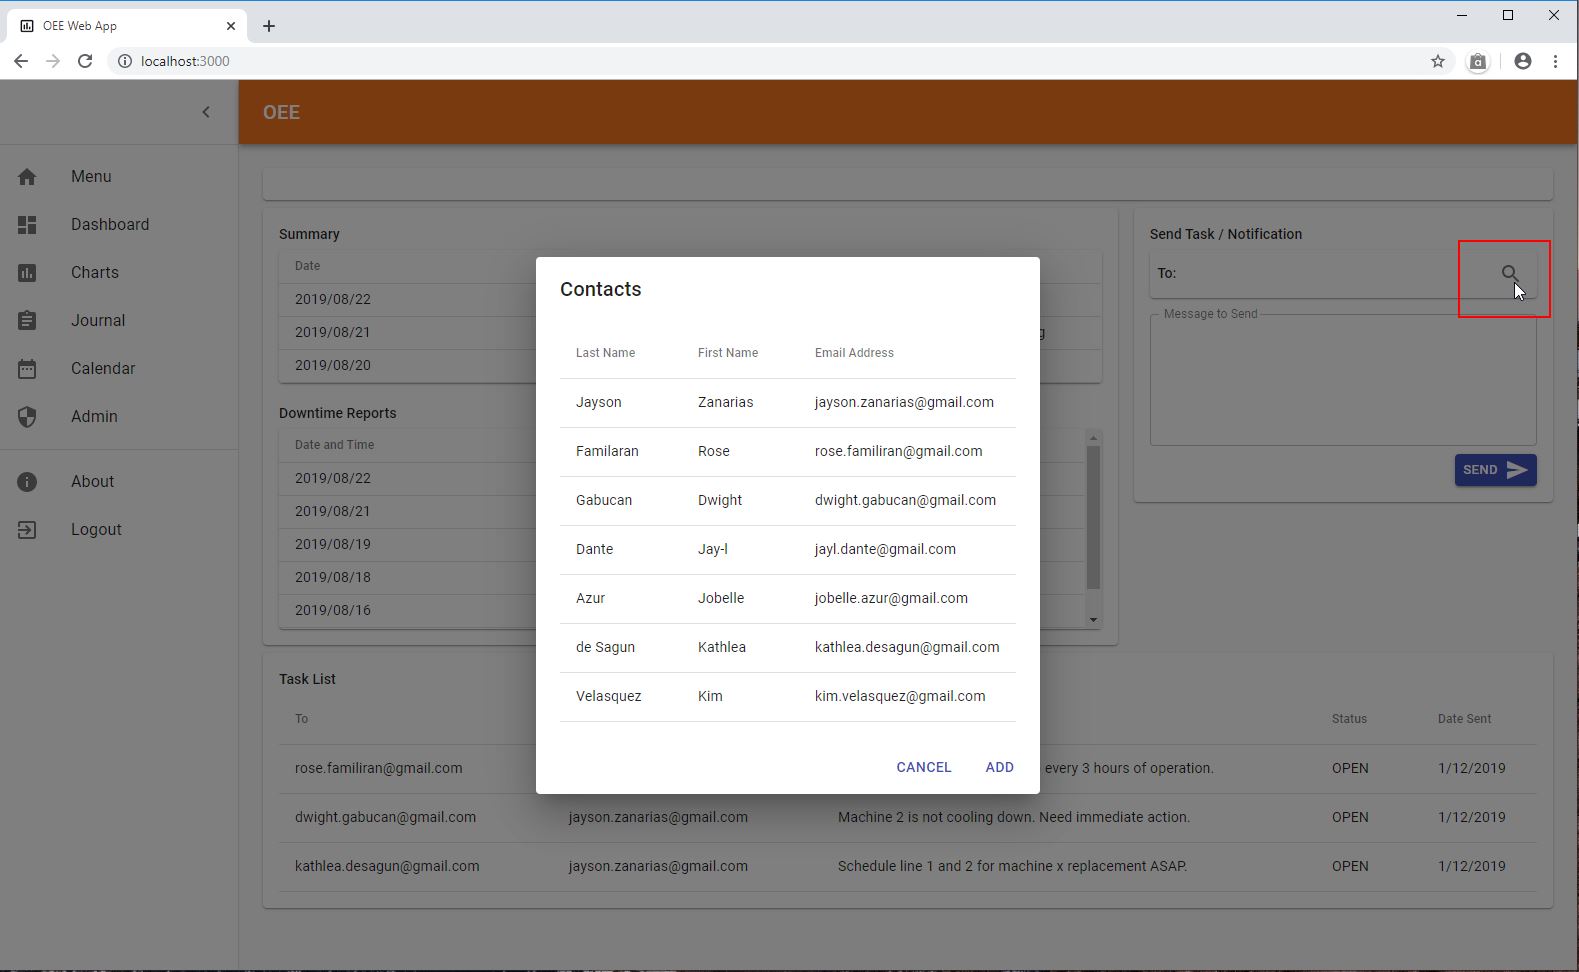 OEE Web App
localhost:3000
OEE
Menu
Dashboard
Charts
Journal
Calendar
Admin
About
Logout
Summary
Date
2019/08/22
2019/08/21
2019/08/20
Downtime Reports
Date and Time
2019/08/22
2019/08/21
2019/08/19
2019/08/18
2019/08/16
Contacts
Last Name First Name Email Address
Jayson Zanarias jayson.zanarias@gmail.com
Familaran Rose rose.familiran@gmail.com
Gabucan Dwight dwight.gabucan@gmail.com
Dante Jay-l jayl.dante@gmail.com
Azur Jobelle jobelle.azur@gmail.com
de Sagun Kathlea kathlea.desagun@gmail.com
Velasquez Kim kim.velasquez@gmail.com
CANCEL ADD
Send Task / Notification
To:
Message to Send
SEND
Task List
To Status Date Sent
rose.familiran@gmail.com every 3 hours of operation. OPEN 1/12/2019
dwight.gabucan@gmail.com jayson.zanarias@gmail.com Machine 2 is not cooling down. Need immediate action. OPEN 1/12/2019
kathlea.desagun@gmail.com jayson.zanarias@gmail.com Schedule line 1 and 2 for machine x replacement ASAP. OPEN 1/12/2019